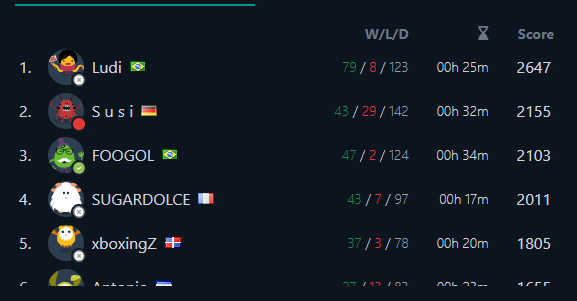 W/L/D Score
1. Ludi 79 / 8 / 123 00h 25m 2647
2. S u s i 43 / 29 / 142 00h 32m 2155
3. FOOGOL 47 / 2 / 124 00h 34m 2103
4. SUGARDOLCE 43 / 7 / 97 00h 17m 2011
5. xboxingZ 37 / 3 / 78 00h 20m 1805